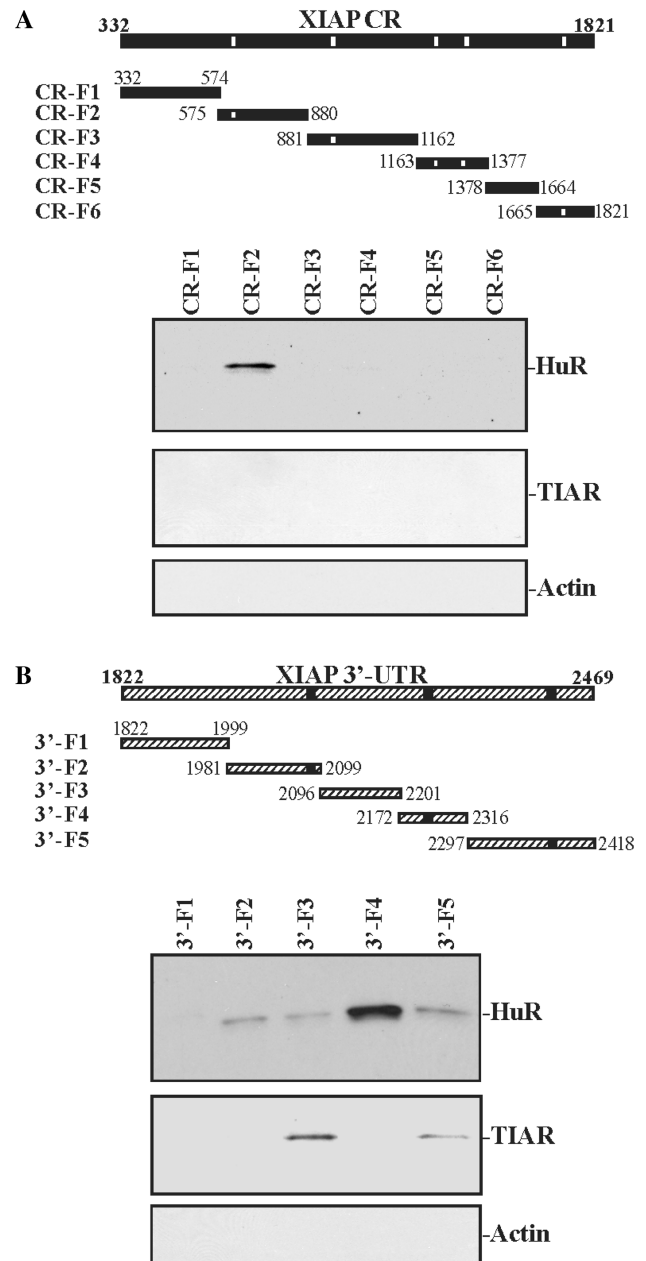 A
332 XIAP CR 1821
332 574
CR-F1
CR-F2 575 880
CR-F3 881 1162
CR-F4 1163 1377
CR-F5 1378 1664
CR-F6 1665 1821
CR-F1 CR-F2 CR-F3 CR-F4 CR-F5 CR-F6
-HuR
-TIAR
-Actin
B
1822 XIAP 3'-UTR 2469
1822 1999
3'-F1
3'-F2 1981 2099
3'-F3 2096 2201
3'-F4 2172 2316
3'-F5 2297 2418
3'-F1 3'-F2 3'-F3 3'-F4 3'-F5
-HuR
-TIAR
-Actin